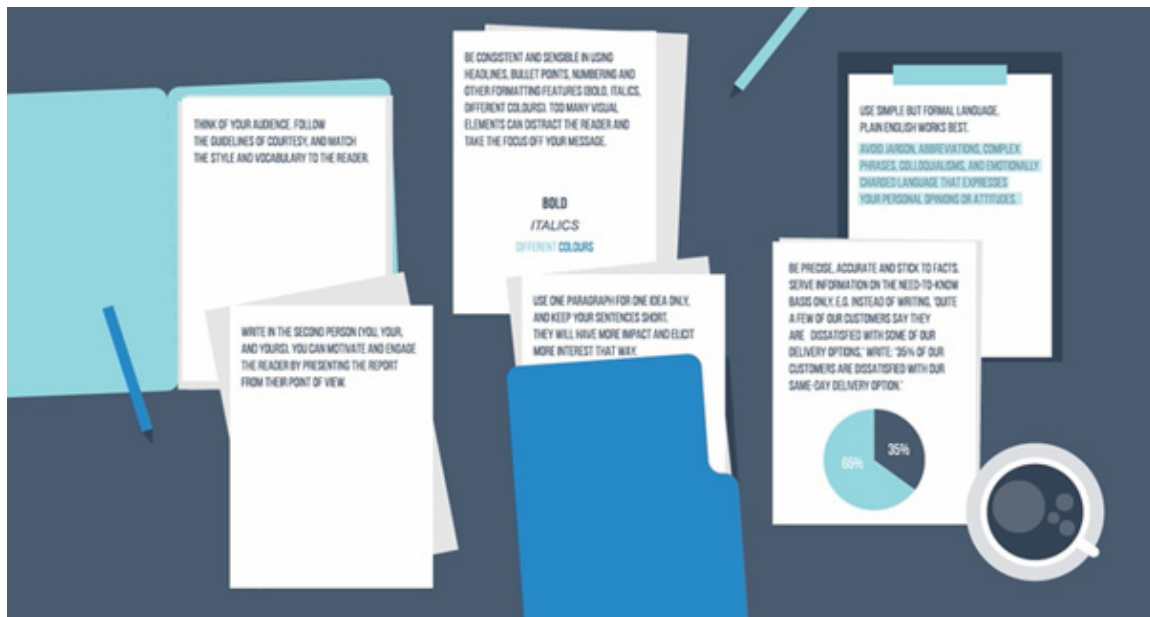 THINK OF YOUR AUDIENCE, FOLLOW
THE GUIDELINES OF COURTESY, AND MATCH
THE STYLE AND VOCABULARY TO THE READER.
WRITE IN THE SECOND PERSON (YOU, YOUR,
AND YOURS). YOU CAN MOTIVATE AND ENGAGE
THE READER BY PRESENTING THE REPORT
FROM THEIR POINT OF VIEW.
BE CONSISTENT AND SENSIBLE IN USING
HEADLINES, BULLET POINTS, NUMBERING AND
OTHER FORMATTING FEATURES (BOLD, ITALICS,
DIFFERENT COLOURS). TOO MANY VISUAL
ELEMENTS CAN DISTRACT THE READER AND
TAKE THE FOCUS OFF YOUR MESSAGE.
BOLD
ITALICS
DIFFERENT COLOURS
USE ONE PARAGRAPH FOR ONE IDEA ONLY,
AND KEEP YOUR SENTENCES SHORT.
THEY WILL HAVE MORE IMPACT AND ELICIT
MORE INTEREST THAT WAY.
USE SIMPLE BUT FORMAL LANGUAGE.
PLAIN ENGLISH WORKS BEST.
AVOID JARGON, ABBREVIATIONS, COMPLEX
PHRASES, COLLOQUIALISMS, AND EMOTIONALLY
CHARGED LANGUAGE THAT EXPRESSES
YOUR PERSONAL OPINIONS OR ATTITUDES.
BE PRECISE, ACCURATE AND STICK TO FACTS.
SERVE INFORMATION ON THE NEED-TO-KNOW
BASIS ONLY, E.G. INSTEAD OF WRITING, 'QUITE
A FEW OF OUR CUSTOMERS SAY THEY
ARE DISSATISFIED WITH SOME OF OUR
DELIVERY OPTIONS,' WRITE: '35% OF OUR
CUSTOMERS ARE DISSATISFIED WITH OUR
SAME-DAY DELIVERY OPTION.'
65%
35%